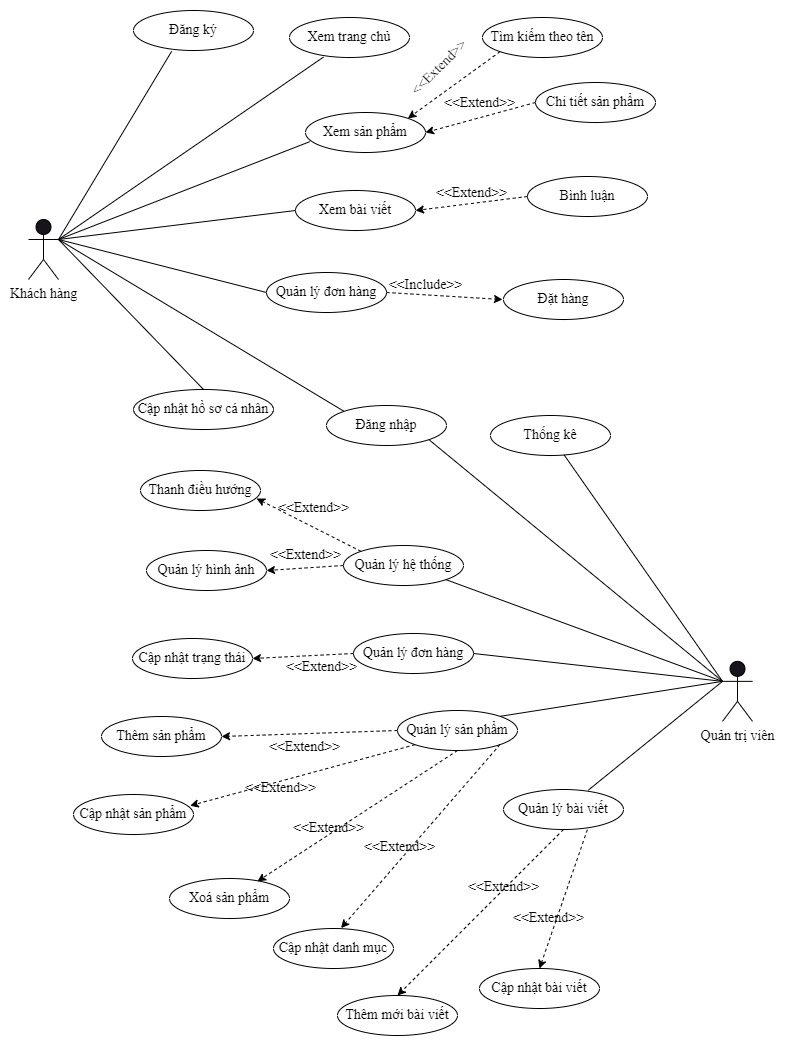 Đăng ký
Xem trang chủ
Tìm kiếm theo tên
<<Extend>>
<<Extend>>
Chi tiết sản phẩm
Xem sản phẩm
<<Extend>>
Bình luận
Xem bài viết
Khách hàng
Quản lý đơn hàng
<<Include>>
Đặt hàng
Cập nhật hồ sơ cá nhân
Đăng nhập
Thống kê
Thanh điều hướng
<<Extend>>
Quản lý hình ảnh
<<Extend>>
Quản lý hệ thống
Cập nhật trạng thái
<<Extend>>
Quản lý đơn hàng
Quản trị viên
Thêm sản phẩm
<<Extend>>
Quản lý sản phẩm
Cập nhật sản phẩm
<<Extend>>
Quản lý bài viết
<<Extend>>
<<Extend>>
Xoá sản phẩm
<<Extend>>
<<Extend>>
Cập nhật danh mục
Cập nhật bài viết
Thêm mới bài viết